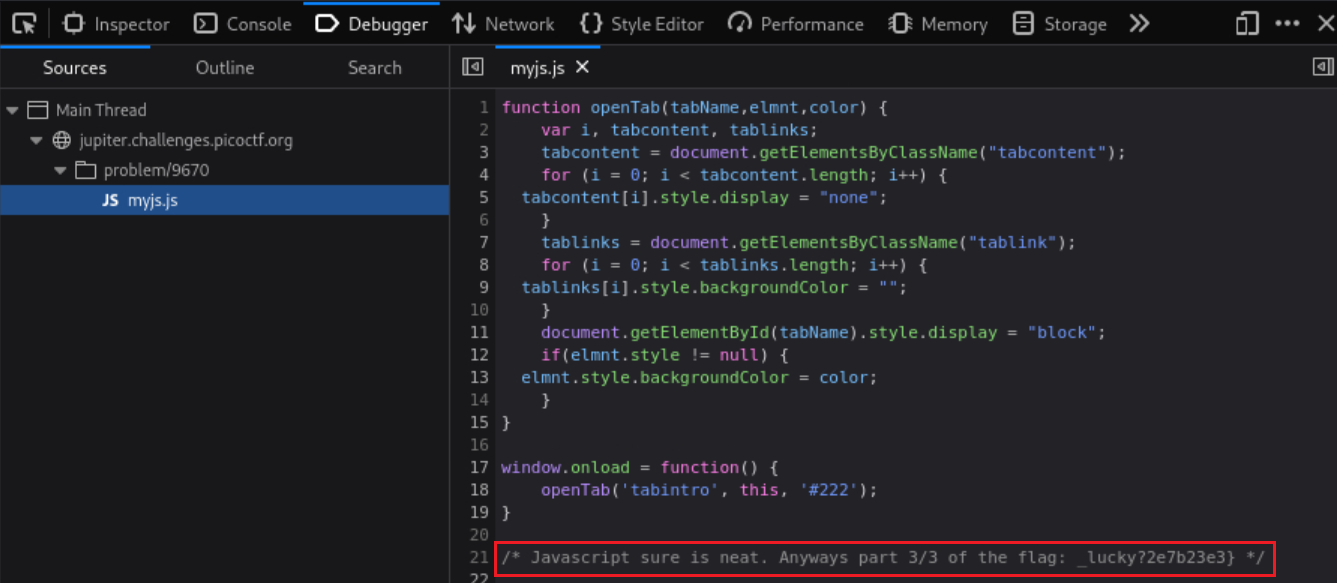 Inspector Console Debugger Network {} Style Editor Performance Memory Storage
Sources Outline Search myjs.js
Main Thread
jupiter.challenges.picoctf.org
problem/9670
JS myjs.js
1 function openTab(tabName,elmnt,color) {
2 var i, tabcontent, tablinks;
3 tabcontent = document.getElementsByClassName("tabcontent");
4 for (i = 0; i < tabcontent.length; i++) {
5 tabcontent[i].style.display = "none";
6 }
7 tablinks = document.getElementsByClassName("tablink");
8 for (i = 0; i < tablinks.length; i++) {
9 tablinks[i].style.backgroundColor = "";
10 }
11 document.getElementById(tabName).style.display = "block";
12 if(elmnt.style != null) {
13 elmnt.style.backgroundColor = color;
14 }
15 }
16
17 window.onload = function() {
18 openTab('tabintro', this, '#222');
19 }
20
21 /* Javascript sure is neat. Anyways part 3/3 of the flag: _lucky?2e7b23e3} */
22